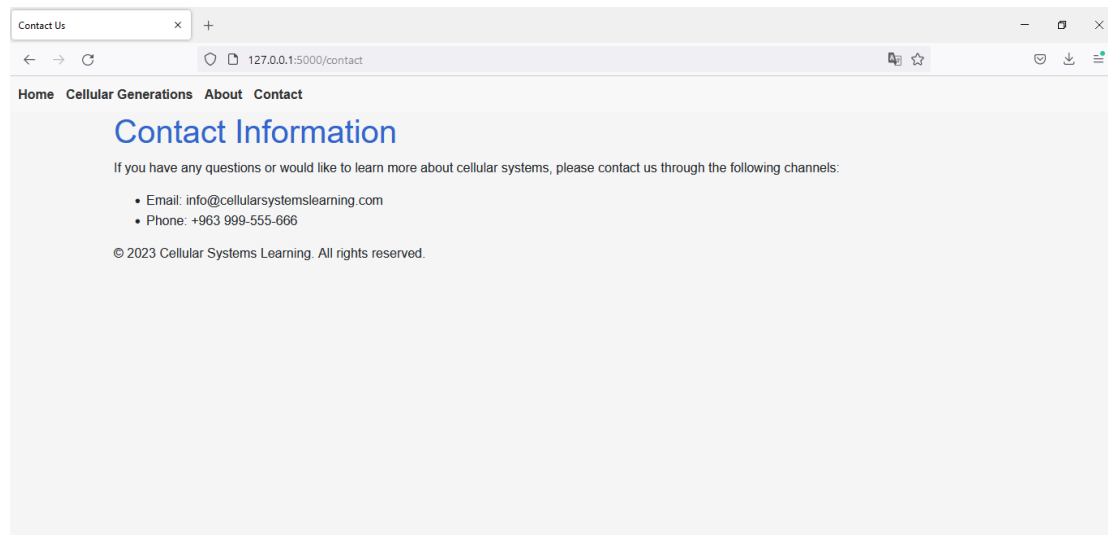 Contact Us
127.0.0.1:5000/contact
Home Cellular Generations About Contact
Contact Information
If you have any questions or would like to learn more about cellular systems, please contact us through the following channels:
• Email: info@cellularsystemslearning.com
• Phone: +963 999-555-666
© 2023 Cellular Systems Learning. All rights reserved.